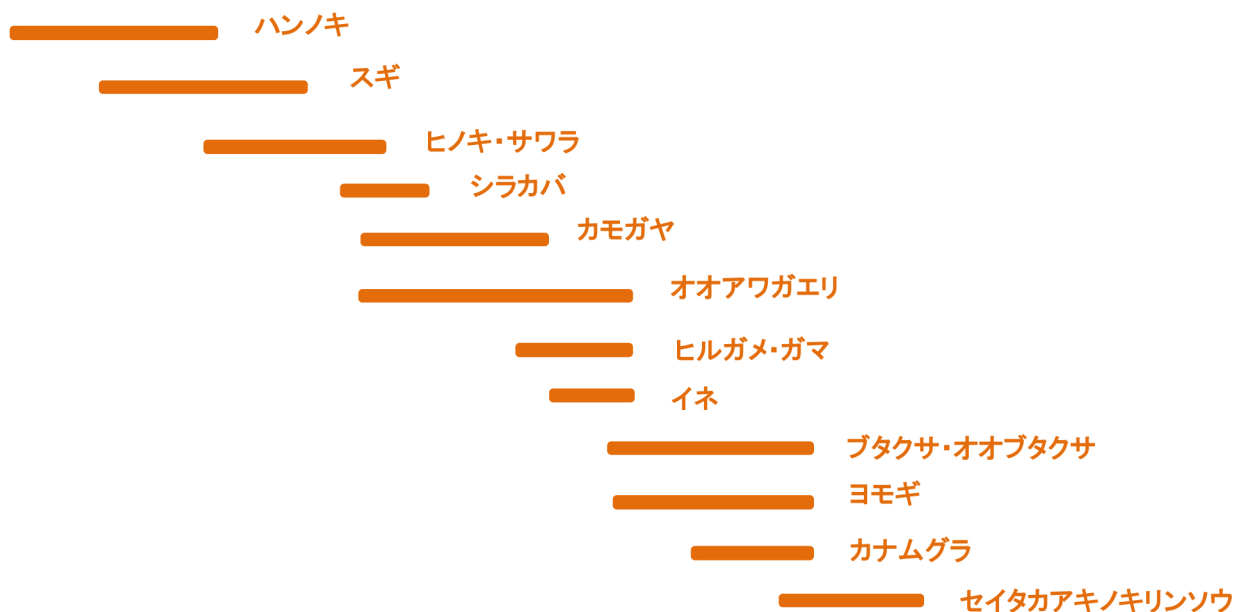 ハンノキ
スギ
ヒノキ・サワラ
シラカバ
カモガヤ
オオアワガエリ
ヒルガメ・ガマ
イネ
ブタクサ・オオブタクサ
ヨモギ
カナムグラ
セイタカアキノキリンソウ